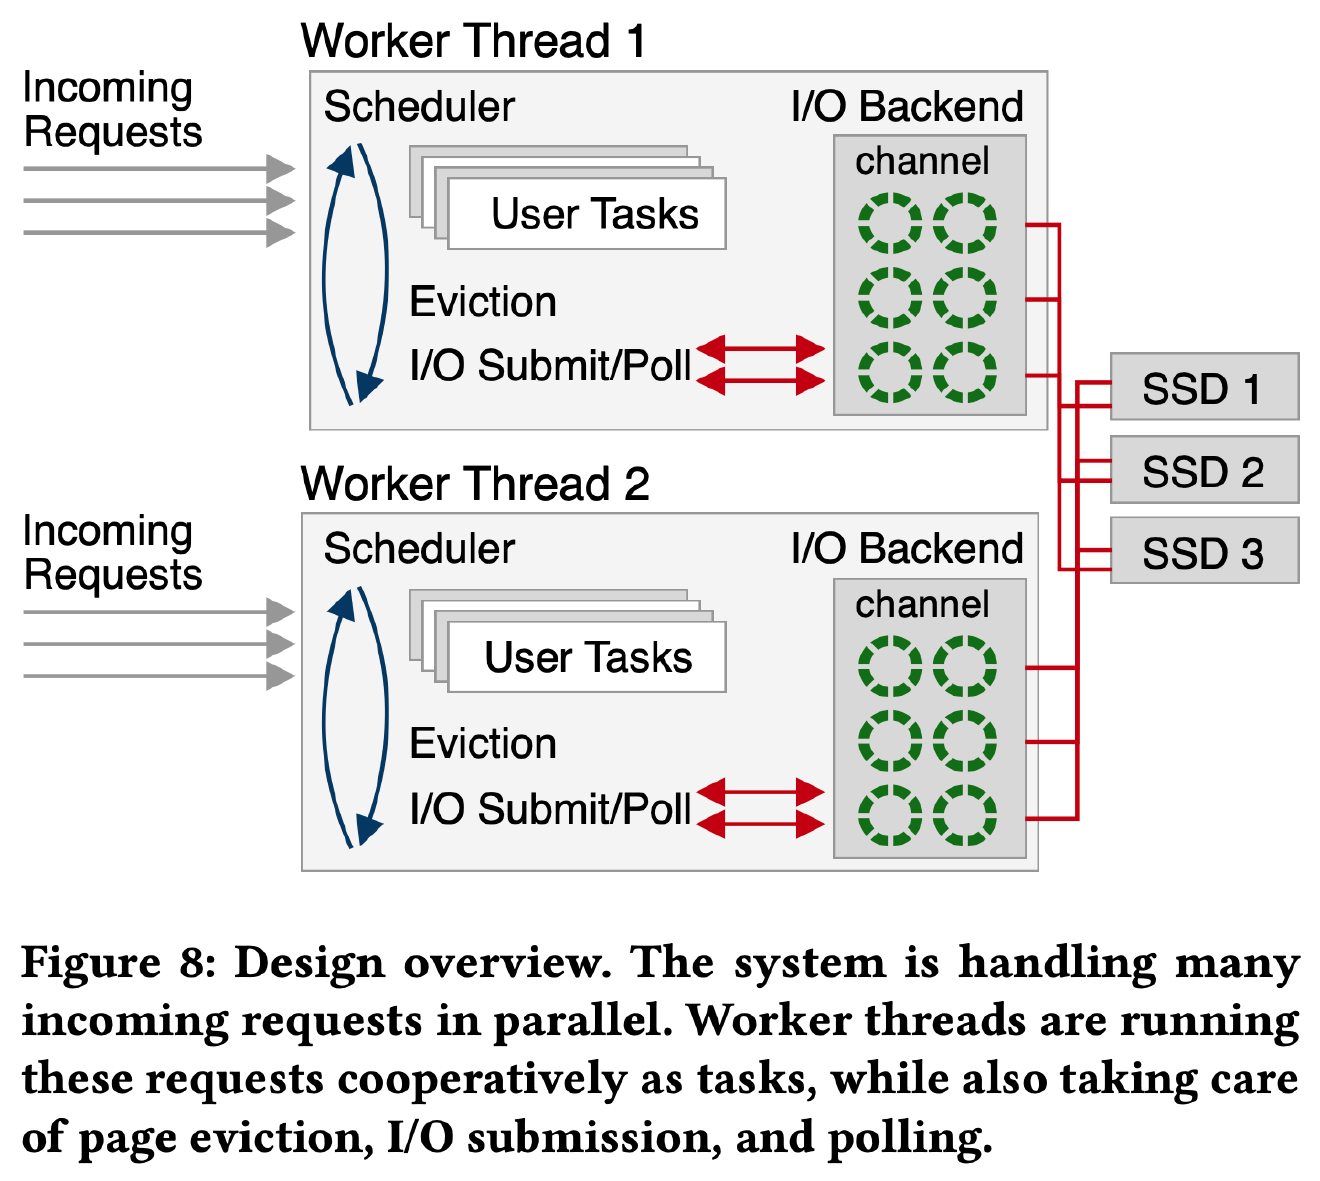 Worker Thread 1
Incoming
Requests
Scheduler
I/O Backend
channel
User Tasks
Eviction
I/O Submit/Poll
SSD 1
SSD 2
SSD 3
Worker Thread 2
Incoming
Requests
Scheduler
I/O Backend
channel
User Tasks
Eviction
I/O Submit/Poll
Figure 8: Design overview. The system is handling many
incoming requests in parallel. Worker threads are running
these requests cooperatively as tasks, while also taking care
of page eviction, I/O submission, and polling.